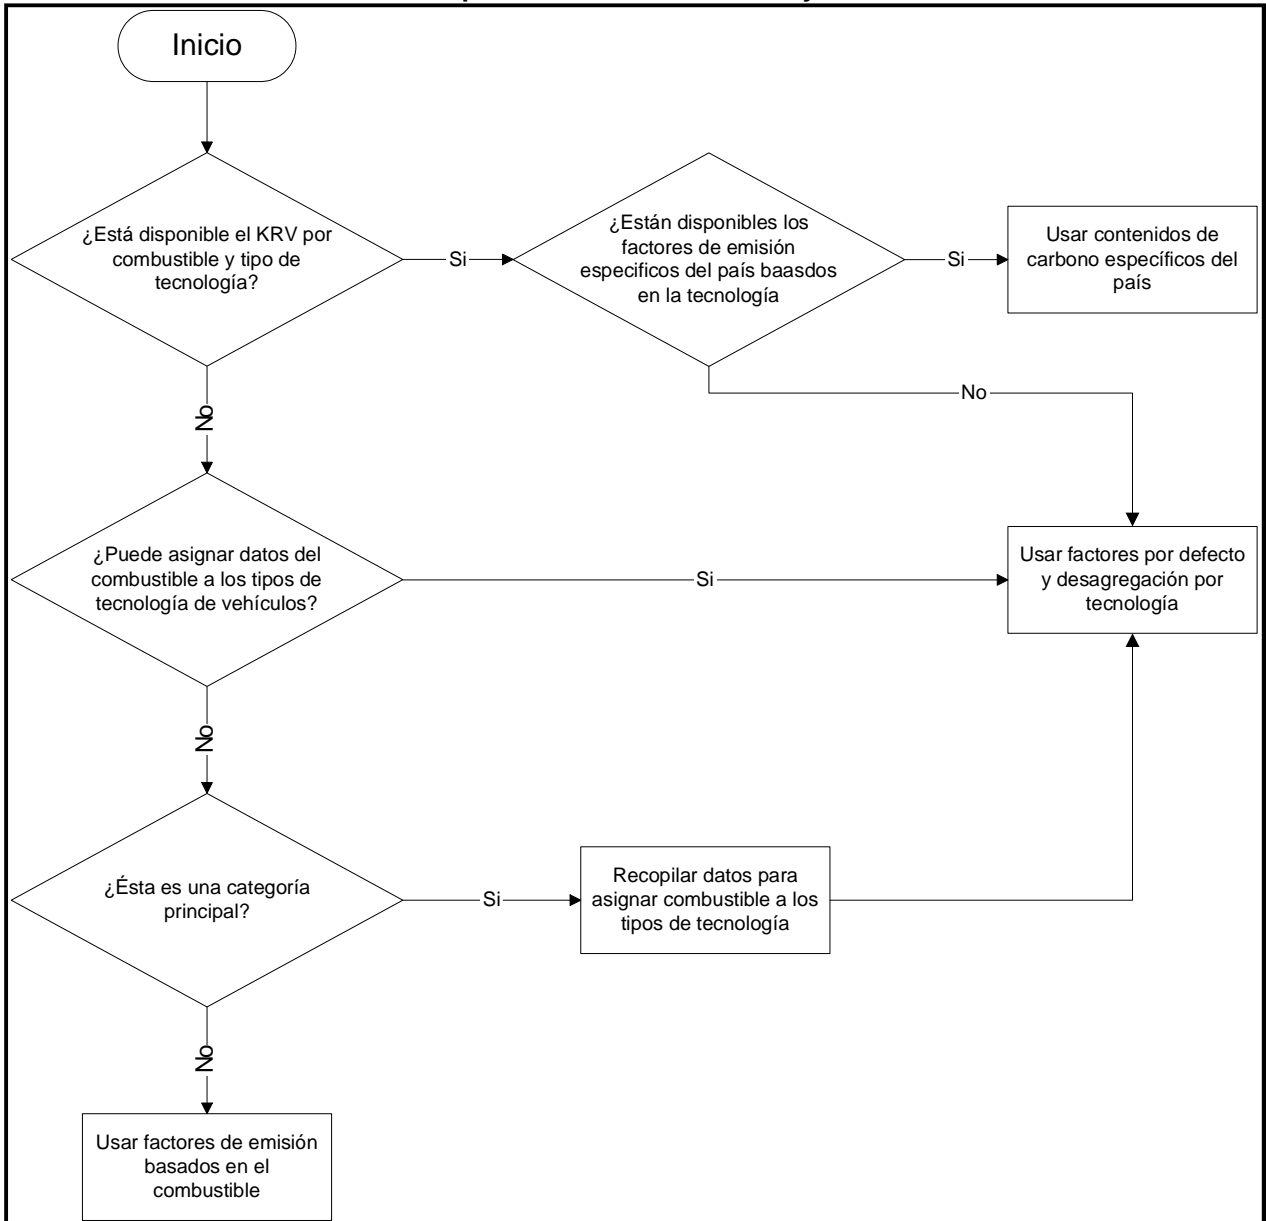 Inicio
¿Está disponible el KRV por
combustible y tipo de
tecnología?
Si
¿Están disponibles los
factores de emisión
especificos del país baasdos
en la tecnología
Si
Usar contenidos de
carbono específicos del
país
No
No
¿Puede asignar datos del
combustible a los tipos de
tecnología de vehículos?
Si
Usar factores por defecto
y desagregación por
tecnología
No
¿Ésta es una categoría
principal?
Si
Recopilar datos para
asignar combustible a los
tipos de tecnología
No
Usar factores de emisión
basados en el
combustible